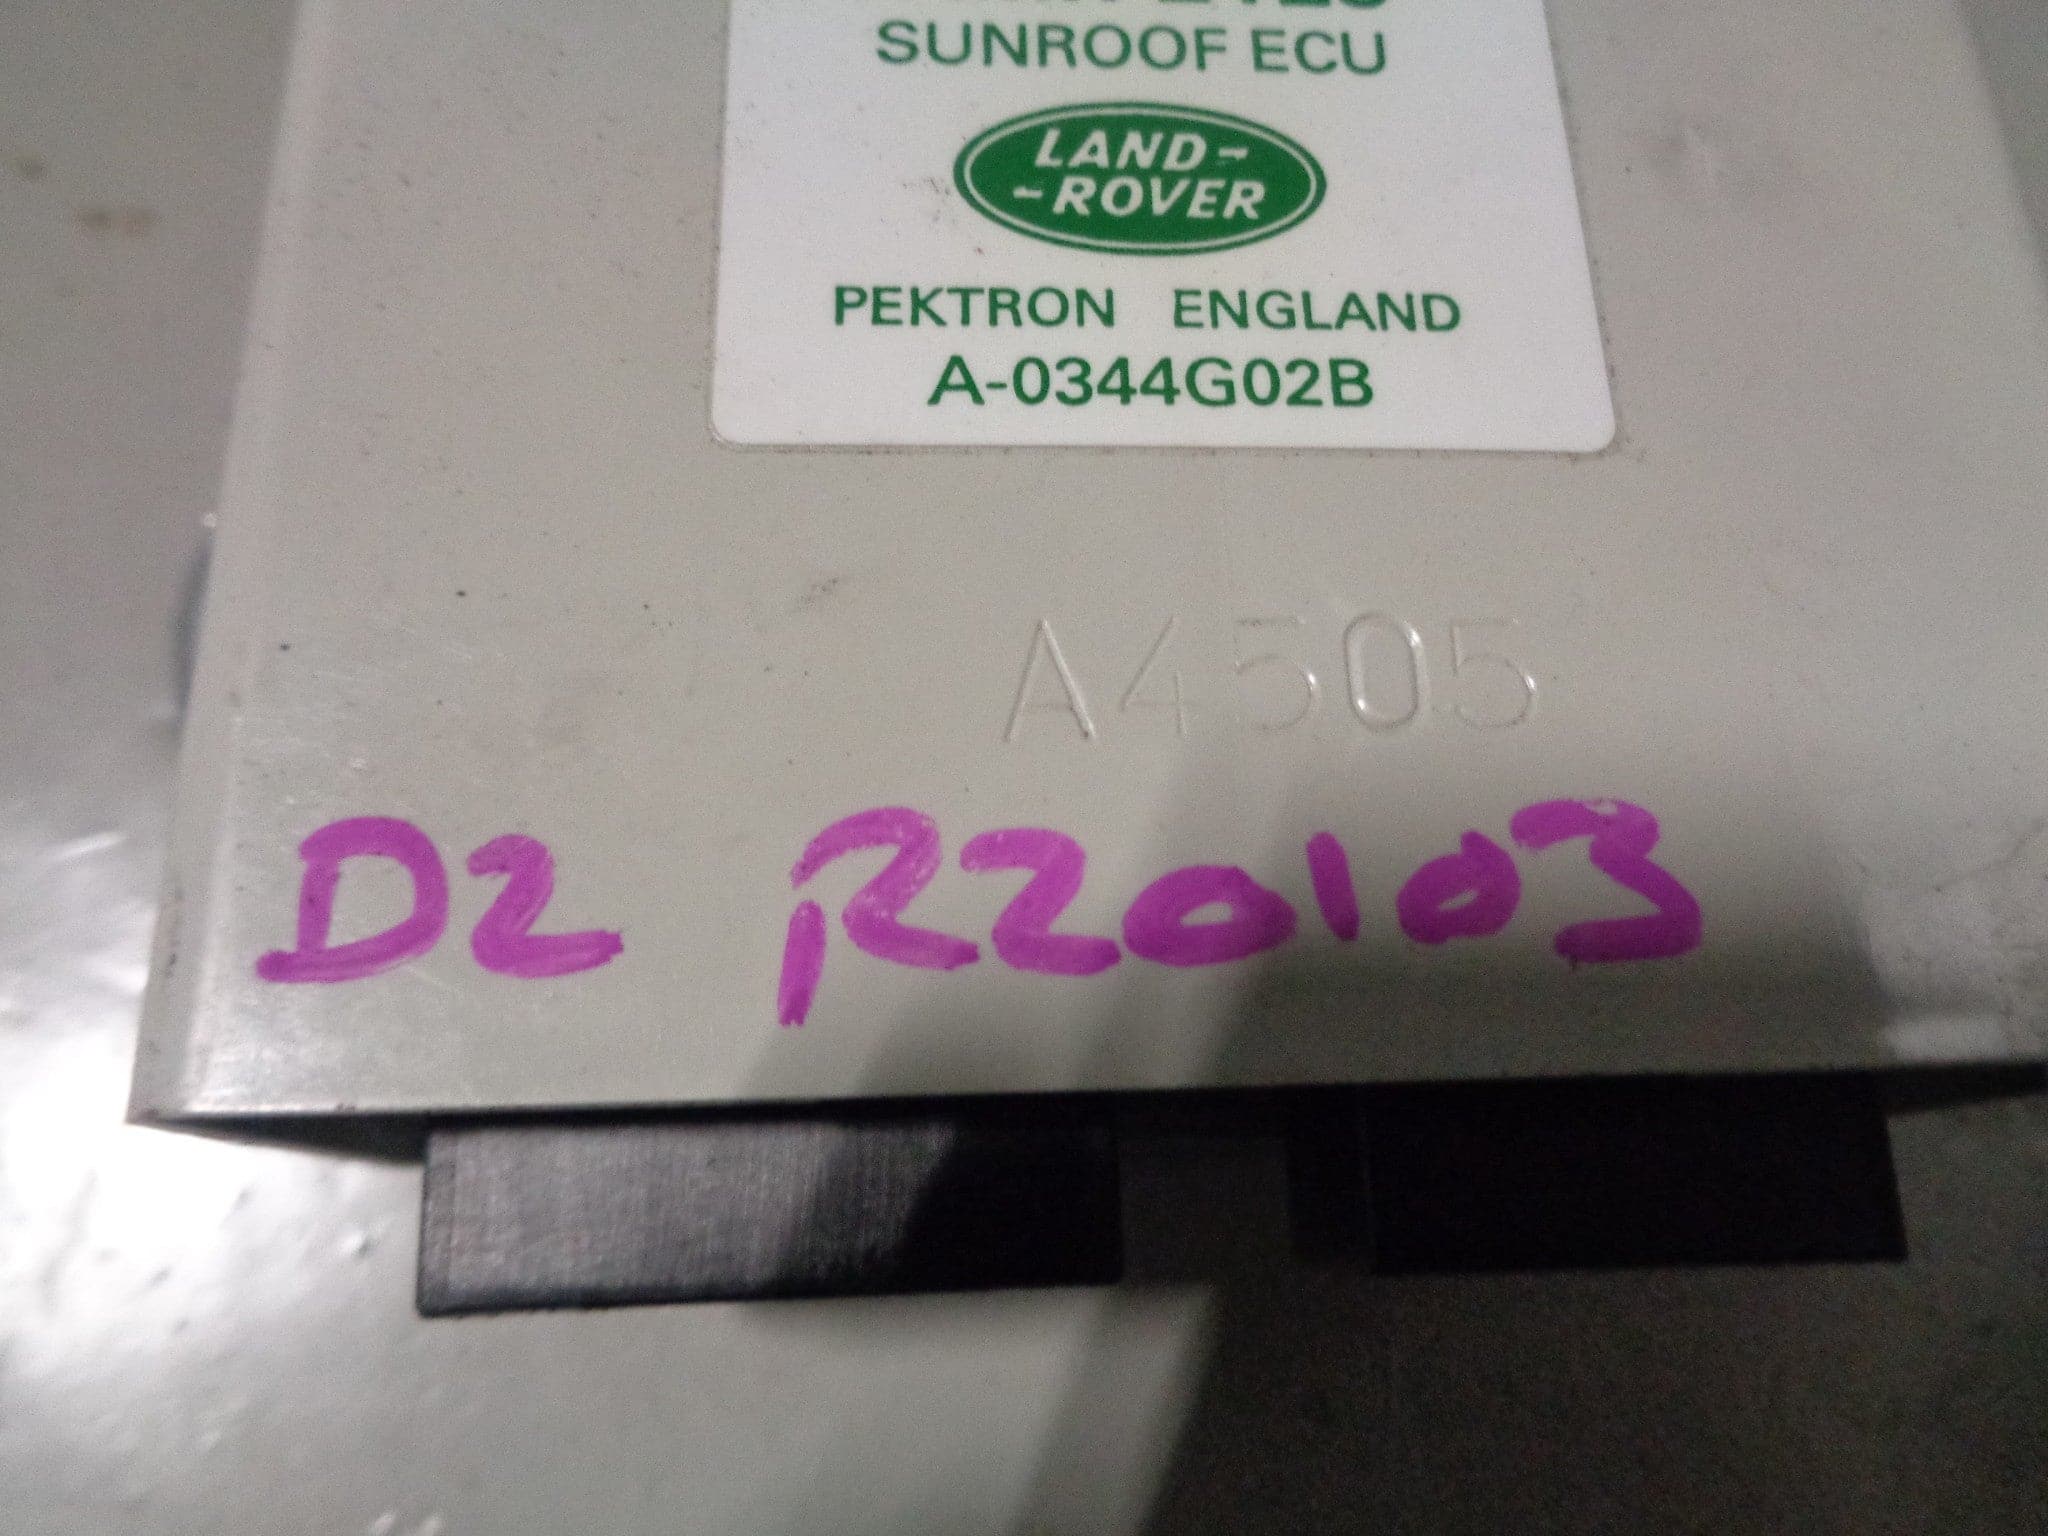 SUNROOF ECU
LAND-
-ROVER
PEKTRON ENGLAND
A-0344G02B
A4505
D2 R20103